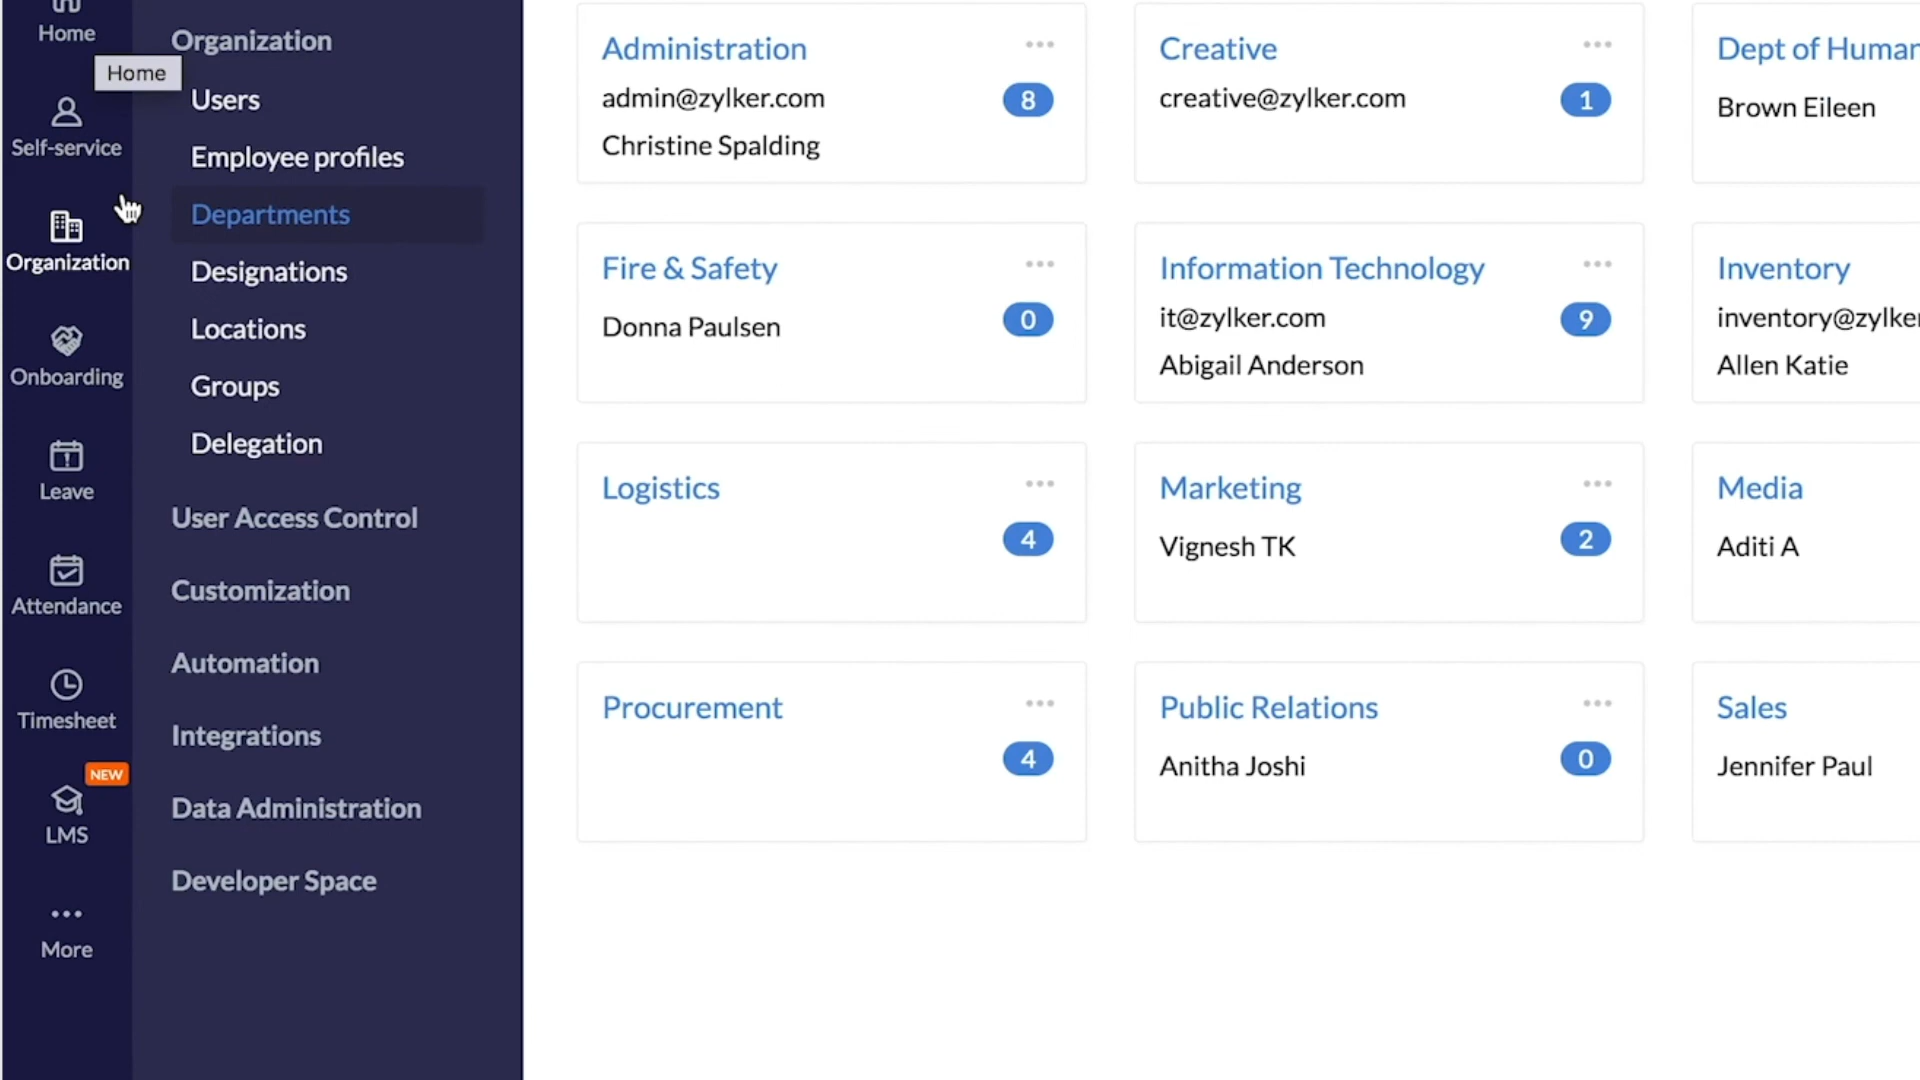 Home
Home
Self-service
Organization
Onboarding
Leave
Attendance
Timesheet
NEW
LMS
More
Organization
Users
Employee profiles
Departments
Designations
Locations
Groups
Delegation
User Access Control
Customization
Automation
Integrations
Data Administration
Developer Space
Administration
admin@zylker.com
8
Christine Spalding
Creative
creative@zylker.com
1
Dept of Human
Brown Eileen
Fire & Safety
Donna Paulsen
0
Information Technology
it@zylker.com
9
Abigail Anderson
Inventory
inventory@zylker
Allen Katie
Logistics
4
Marketing
Vignesh TK
2
Media
Aditi A
Procurement
4
Public Relations
Anitha Joshi
0
Sales
Jennifer Paul